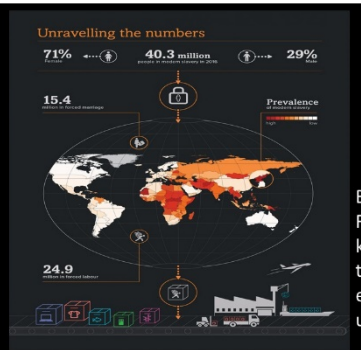 Unravelling the numbers
71%
Female
40.3 million
people in modern slavery in 2016
29%
Male
15.4
million in forced marriage
Prevalence
of modern slavery
high
low
24.9
million in forced labour